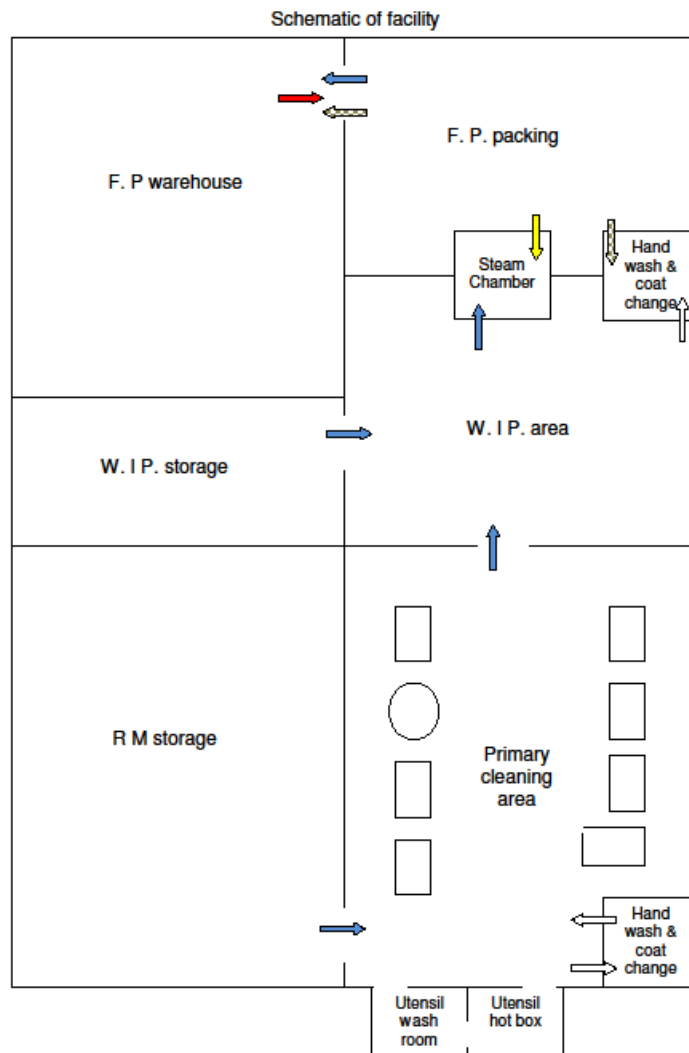 Schematic of facility
F. P. packing
F. P warehouse
Steam
Chamber
Hand
wash &
coat
change
W. I P. area
W. I P. storage
R M storage
Primary
cleaning
area
Hand
wash &
coat
change
Utensil
wash
room
Utensil
hot box